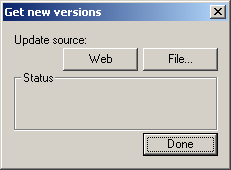 Get new versions
Update source:
Web File...
Status
Done